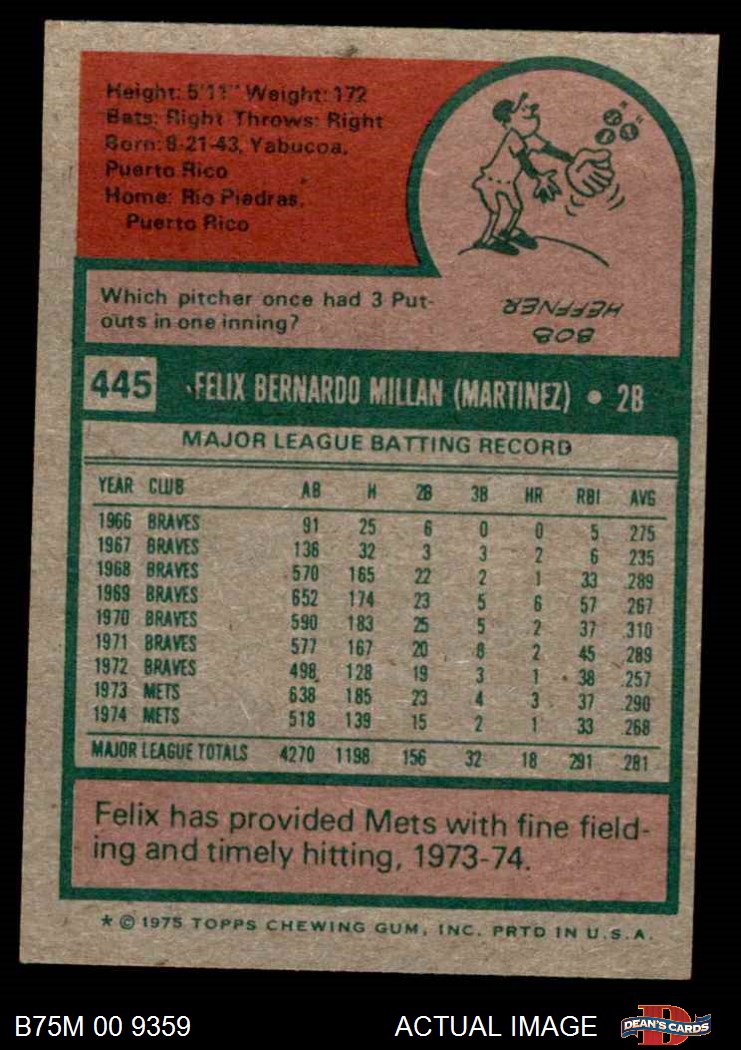 Height: 5'11" Weight: 172
Bats: Right Throws: Right
Born: 8-21-43, Yabucoa,
Puerto Rico
Home: Rio Piedras,
Puerto Rico
Which pitcher once had 3 Put-
outs in one inning?
BOB
HEFFNER
445 FELIX BERNARDO MILLAN (MARTINEZ) • 2B
MAJOR LEAGUE BATTING RECORD
YEAR CLUB AB H 2B 3B HR RBI AVG
1966 BRAVES 91 25 6 0 0 5 275
1967 BRAVES 136 32 3 3 2 6 235
1968 BRAVES 570 165 22 2 1 33 289
1969 BRAVES 652 174 23 5 6 57 267
1970 BRAVES 590 183 25 5 2 37 310
1971 BRAVES 577 167 20 8 2 45 289
1972 BRAVES 498 128 19 3 1 38 257
1973 METS 638 185 23 4 3 37 290
1974 METS 518 139 15 2 1 33 268
MAJOR LEAGUE TOTALS 4270 1198 156 32 18 291 281
Felix has provided Mets with fine field-
ing and timely hitting, 1973-74.
* © 1975 TOPPS CHEWING GUM, INC. PRTD IN U.S.A.
B75M 00 9359 ACTUAL IMAGE DEAN'S CARDS